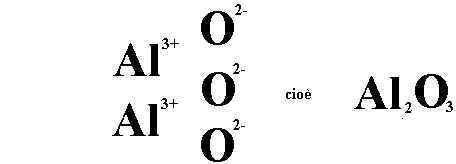 O²⁻
Al³⁺
O²⁻ cioè Al₂O₃
Al³⁺
O²⁻